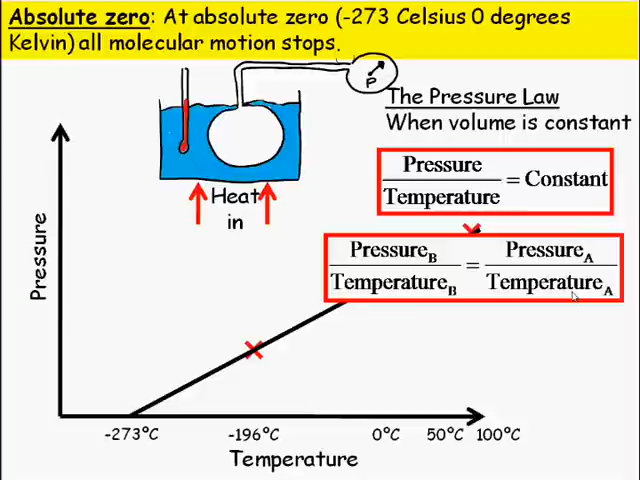 Absolute zero: At absolute zero (-273 Celsius 0 degrees
Kelvin) all molecular motion stops.
P
The Pressure Law
When volume is constant
Pressure
Temperature = Constant
Heat
in
Pressure_B / Temperature_B = Pressure_A / Temperature_A
Pressure
-273°C -196°C 0°C 50°C 100°C
Temperature